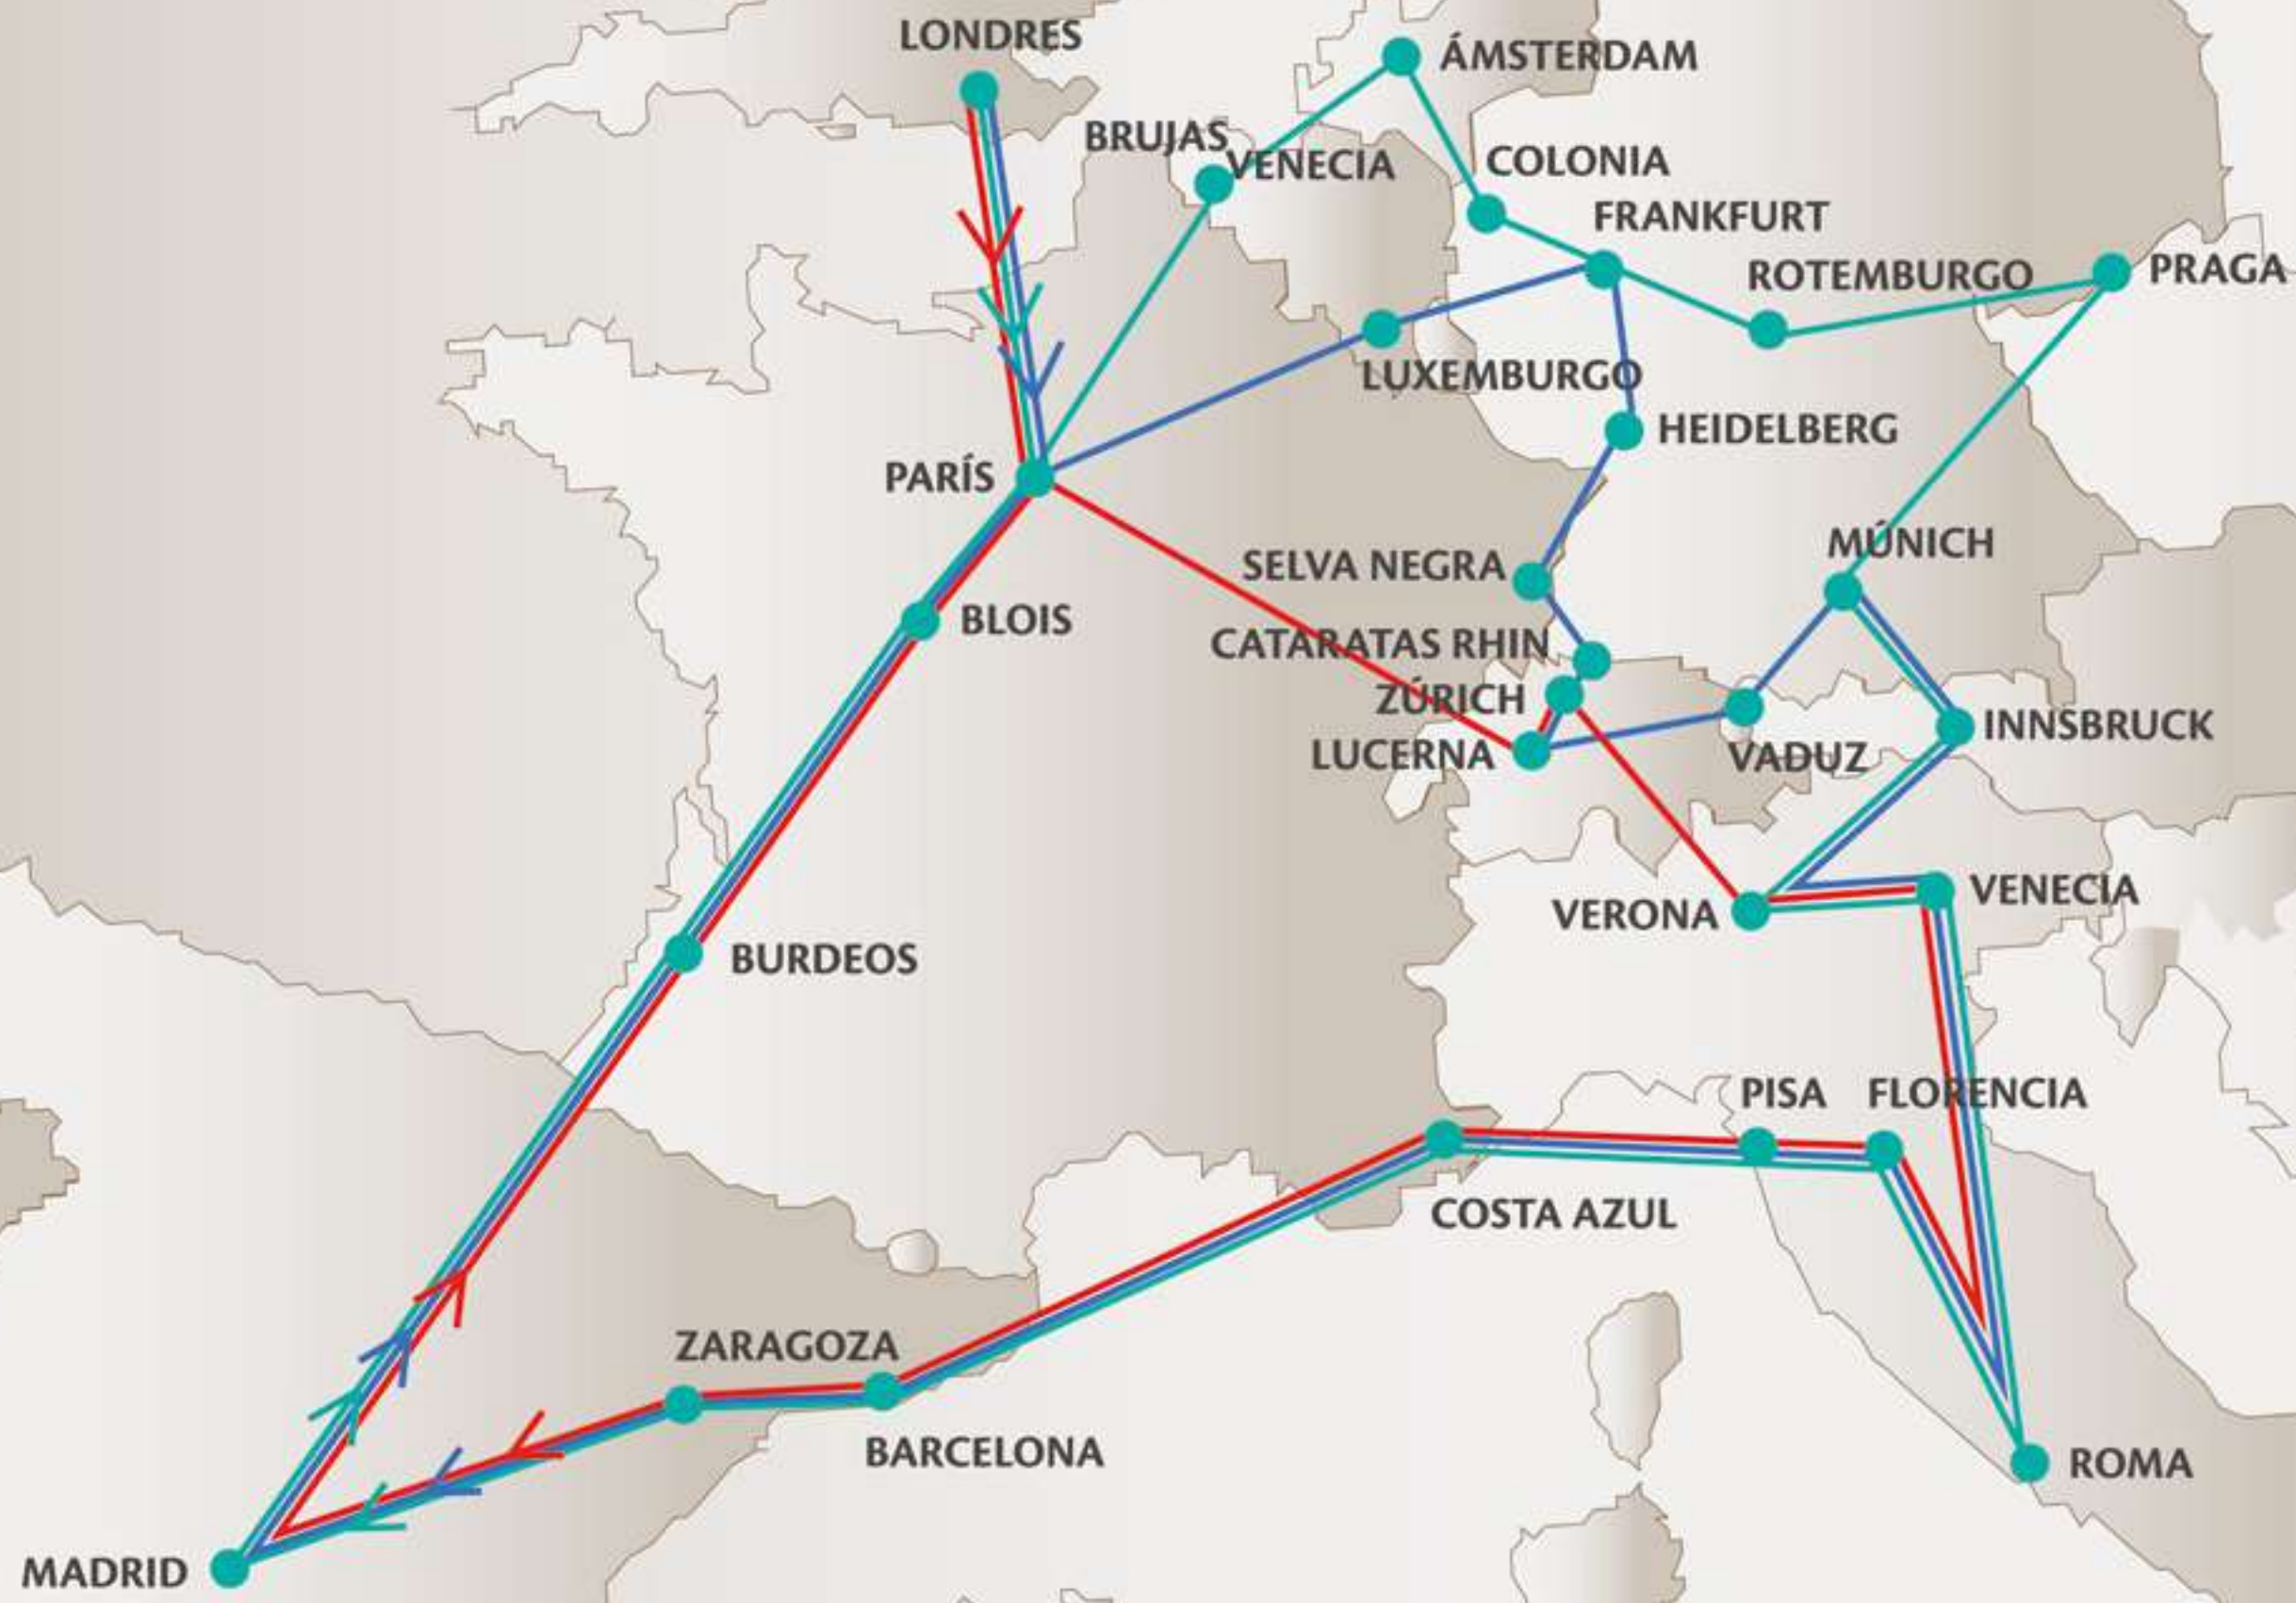 LONDRES
ÁMSTERDAM
BRUJAS
VENECIA
COLONIA
FRANKFURT
ROTEMBURGO
PRAGA
LUXEMBURGO
HEIDELBERG
PARÍS
MÚNICH
SELVA NEGRA
BLOIS
CATARATAS RHIN
ZÚRICH
LUCERNA
INNSBRUCK
VADUZ
VENECIA
VERONA
BURDEOS
PISA
FLORENCIA
COSTA AZUL
ZARAGOZA
BARCELONA
ROMA
MADRID